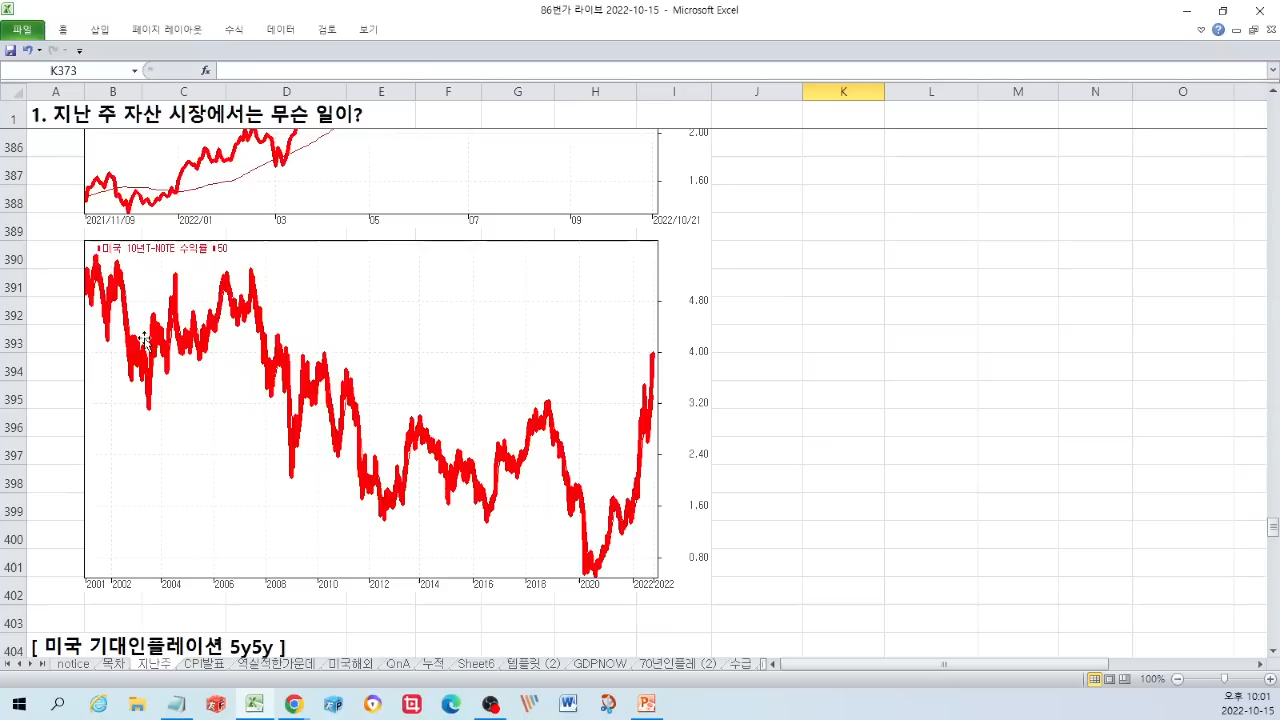 86번가 라이브 2022-10-15 - Microsoft Excel
파일 홈 삽입 페이지 레이아웃 수식 데이터 검토 보기
K373 fx
A B C D E F G H I J K L M N O
1 1. 지난 주 자산 시장에서는 무슨 일이?
386 2.00
387 1.60
388
2021/11/09 2022/01 03 05 07 09 2022/10/21
389
390 미국 10년T-NOTE 수익률 50
391 4.80
392
393 4.00
394
395 3.20
396
397 2.40
398
399 1.60
400
401 0.80
2001 2002 2004 2006 2008 2010 2012 2014 2016 2018 2020 2022 2022
402
403
404 [ 미국 기대인플레이션 5y5y ]
notice 목차 지난주 CPI발표 역설적한가운데 미국해외 QnA 누적 Sheet6 템플릿 (2) GDPNOW 70년인플레 (2) 수급
100%
오후 10:01
2022-10-15